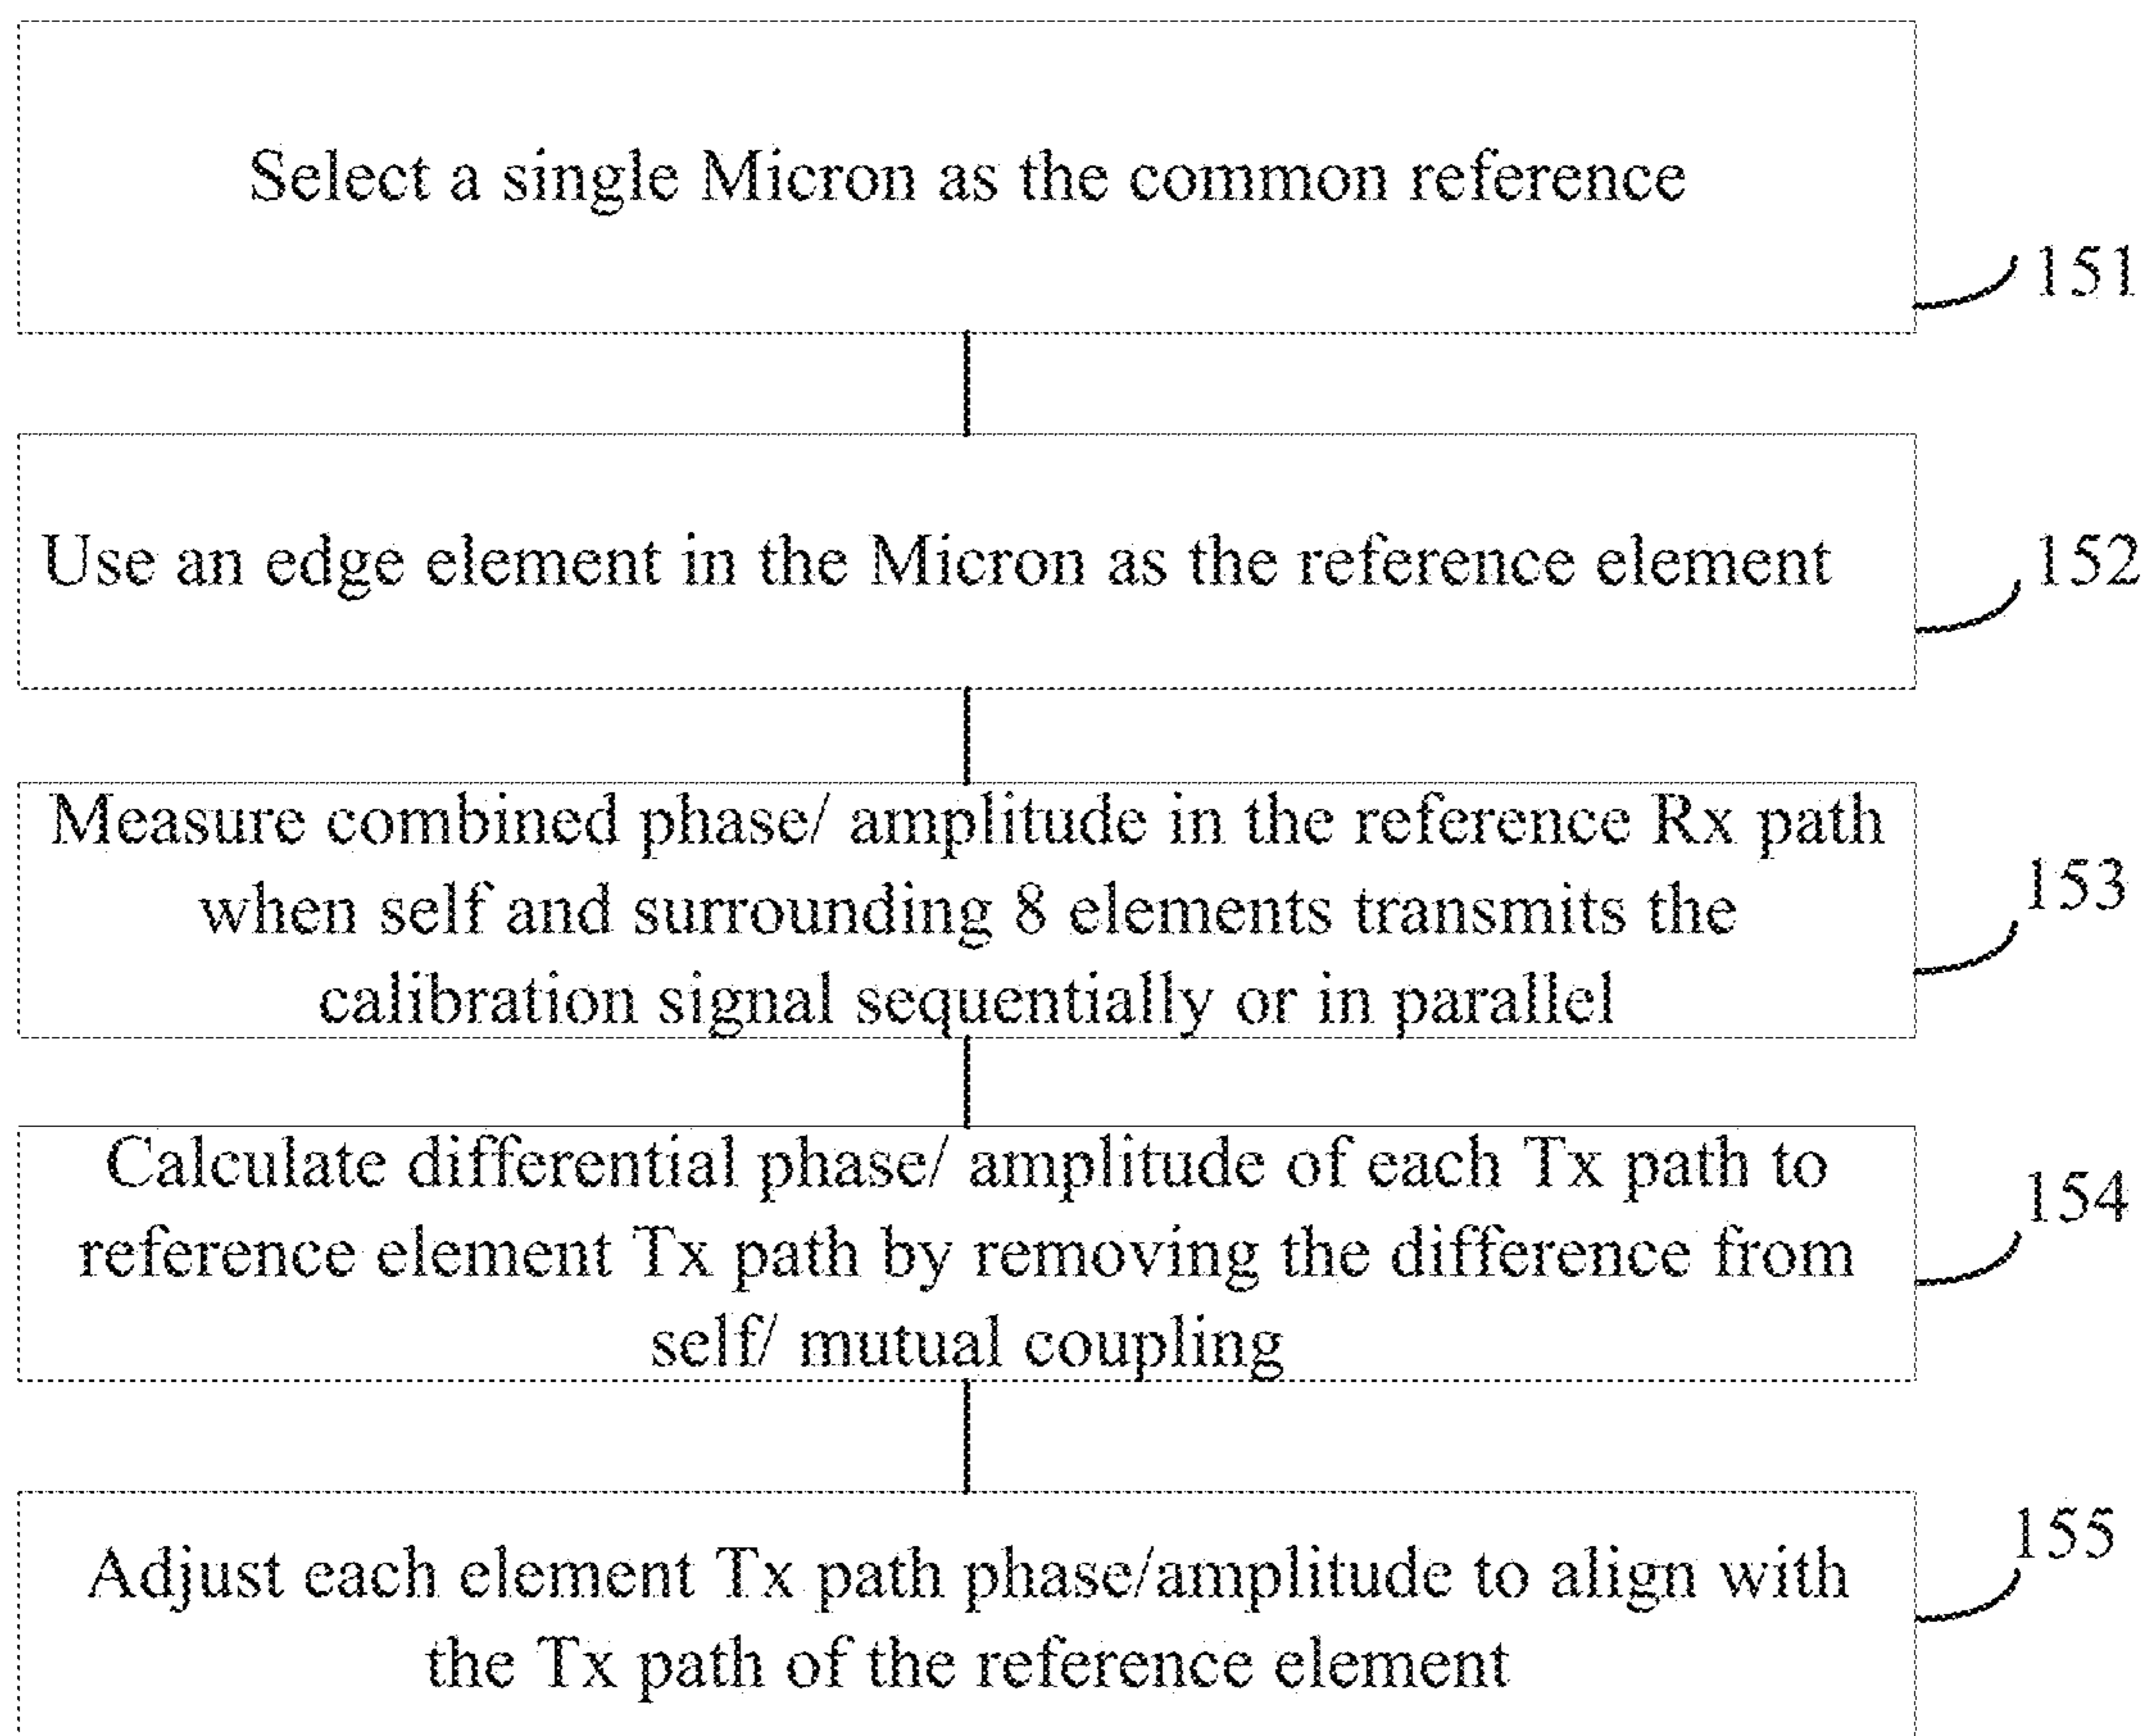 Select a single Micron as the common reference
151
Use an edge element in the Micron as the reference element
152
Measure combined phase/ amplitude in the reference Rx path
when self and surrounding 8 elements transmits the
calibration signal sequentially or in parallel
153
Calculate differential phase/ amplitude of each Tx path to
reference element Tx path by removing the difference from
self/ mutual coupling
154
Adjust each element Tx path phase/amplitude to align with
the Tx path of the reference element
155